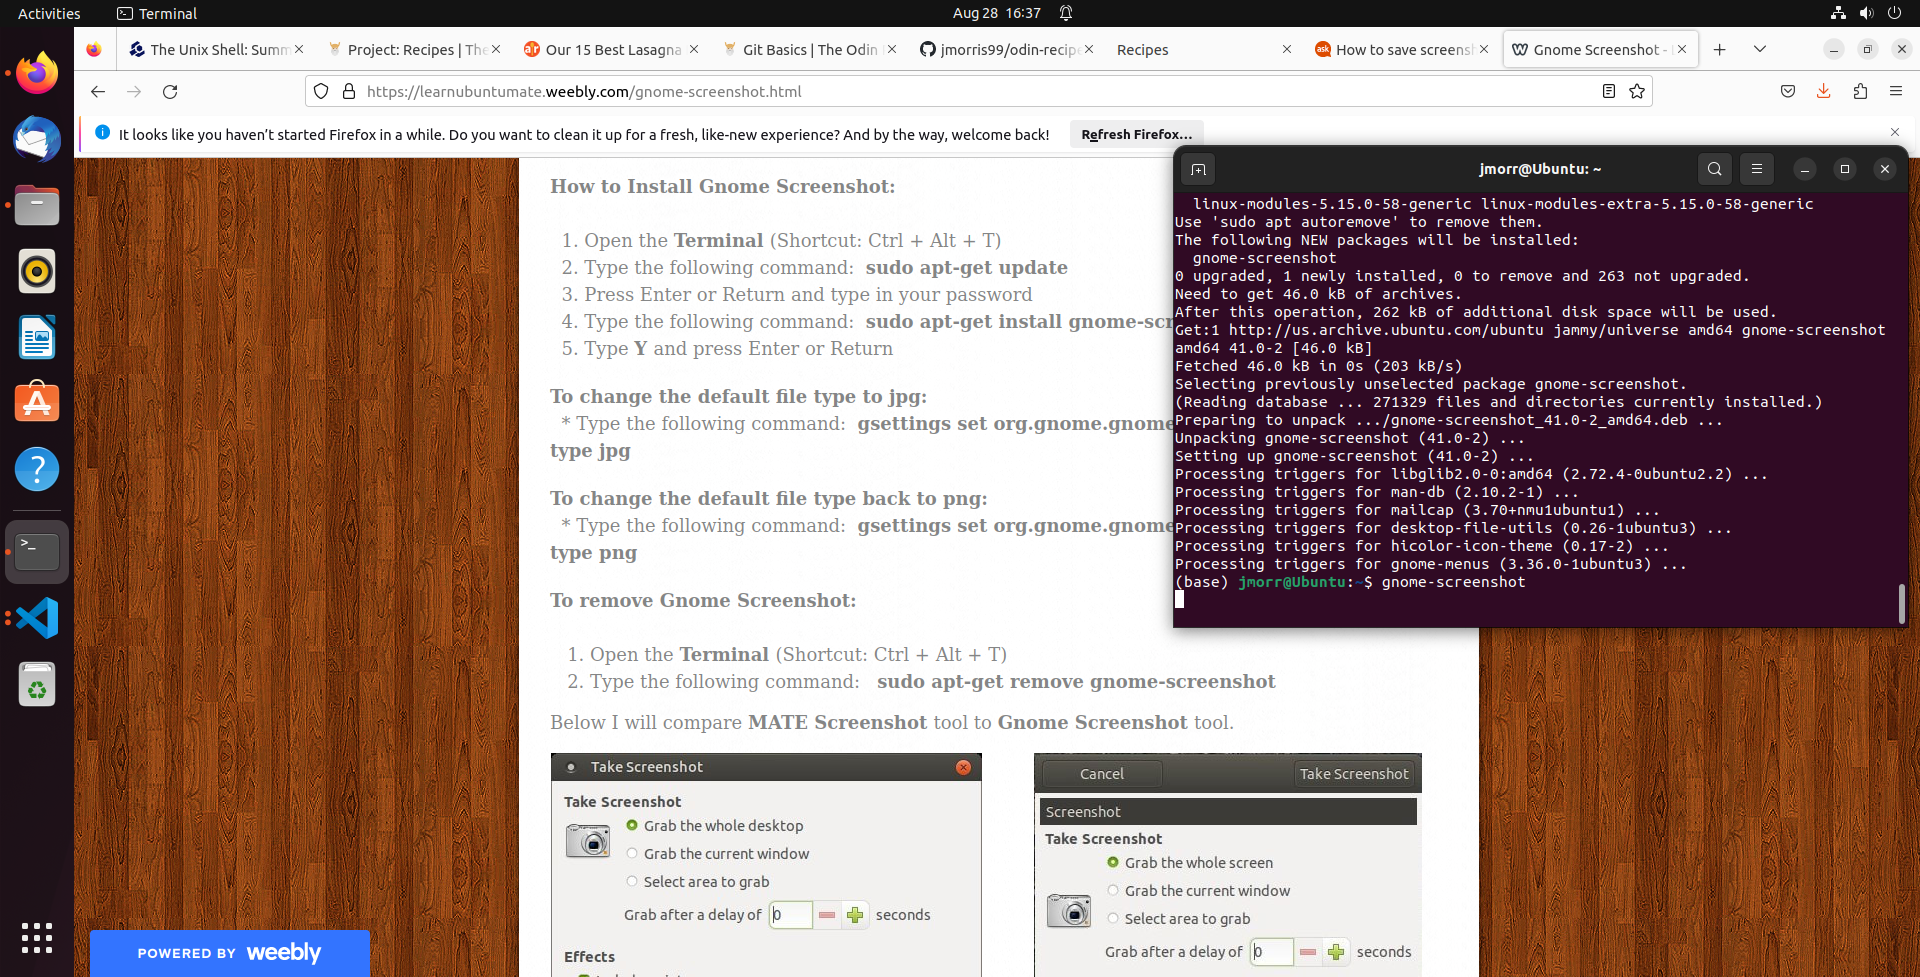 Activities
Terminal
Aug 28 16:37
The Unix Shell: Summ
Project: Recipes | The
Our 15 Best Lasagna
Git Basics | The Odin
jmorris99/odin-recipe
Recipes
How to save screensh
Gnome Screenshot -
https://learnubuntumate.weebly.com/gnome-screenshot.html
It looks like you haven’t started Firefox in a while. Do you want to clean it up for a fresh, like-new experience? And by the way, welcome back!
Refresh Firefox...
How to Install Gnome Screenshot:
1. Open the Terminal (Shortcut: Ctrl + Alt + T)
2. Type the following command: sudo apt-get update
3. Press Enter or Return and type in your password
4. Type the following command: sudo apt-get install gnome-scr
5. Type Y and press Enter or Return
To change the default file type to jpg:
* Type the following command: gsettings set org.gnome.gnome
type jpg
To change the default file type back to png:
* Type the following command: gsettings set org.gnome.gnome
type png
To remove Gnome Screenshot:
1. Open the Terminal (Shortcut: Ctrl + Alt + T)
2. Type the following command: sudo apt-get remove gnome-screenshot
Below I will compare MATE Screenshot tool to Gnome Screenshot tool.
Take Screenshot
Take Screenshot
Grab the whole desktop
Grab the current window
Select area to grab
Grab after a delay of 0 seconds
Effects
Cancel
Take Screenshot
Screenshot
Take Screenshot
Grab the whole screen
Grab the current window
Select area to grab
Grab after a delay of 0 seconds
POWERED BY weebly
jmorr@Ubuntu: ~
linux-modules-5.15.0-58-generic linux-modules-extra-5.15.0-58-generic
Use 'sudo apt autoremove' to remove them.
The following NEW packages will be installed:
gnome-screenshot
0 upgraded, 1 newly installed, 0 to remove and 263 not upgraded.
Need to get 46.0 kB of archives.
After this operation, 262 kB of additional disk space will be used.
Get:1 http://us.archive.ubuntu.com/ubuntu jammy/universe amd64 gnome-screenshot
amd64 41.0-2 [46.0 kB]
Fetched 46.0 kB in 0s (203 kB/s)
Selecting previously unselected package gnome-screenshot.
(Reading database ... 271329 files and directories currently installed.)
Preparing to unpack .../gnome-screenshot_41.0-2_amd64.deb ...
Unpacking gnome-screenshot (41.0-2) ...
Setting up gnome-screenshot (41.0-2) ...
Processing triggers for libglib2.0-0:amd64 (2.72.4-0ubuntu2.2) ...
Processing triggers for man-db (2.10.2-1) ...
Processing triggers for mailcap (3.70+nmu1ubuntu1) ...
Processing triggers for desktop-file-utils (0.26-1ubuntu3) ...
Processing triggers for hicolor-icon-theme (0.17-2) ...
Processing triggers for gnome-menus (3.36.0-1ubuntu3) ...
(base) jmorr@Ubuntu:~$ gnome-screenshot